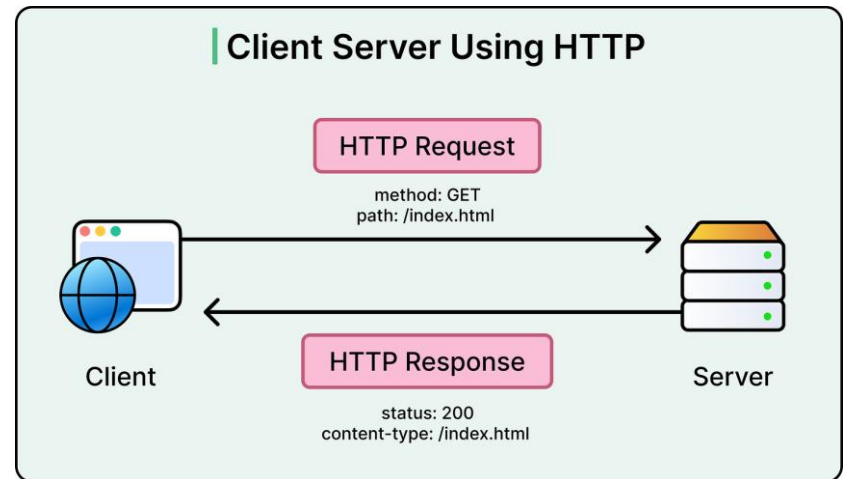 Client Server Using HTTP
HTTP Request
method: GET
path: /index.html
Client
Server
HTTP Response
status: 200
content-type: /index.html